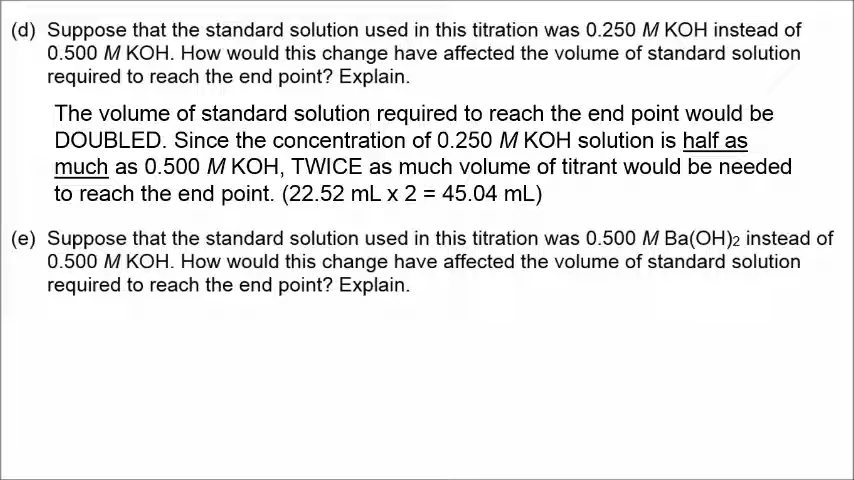 (d) Suppose that the standard solution used in this titration was 0.250 M KOH instead of
0.500 M KOH. How would this change have affected the volume of standard solution
required to reach the end point? Explain.
The volume of standard solution required to reach the end point would be
DOUBLED. Since the concentration of 0.250 M KOH solution is half as
much as 0.500 M KOH, TWICE as much volume of titrant would be needed
to reach the end point. (22.52 mL x 2 = 45.04 mL)
(e) Suppose that the standard solution used in this titration was 0.500 M Ba(OH)2 instead of
0.500 M KOH. How would this change have affected the volume of standard solution
required to reach the end point? Explain.